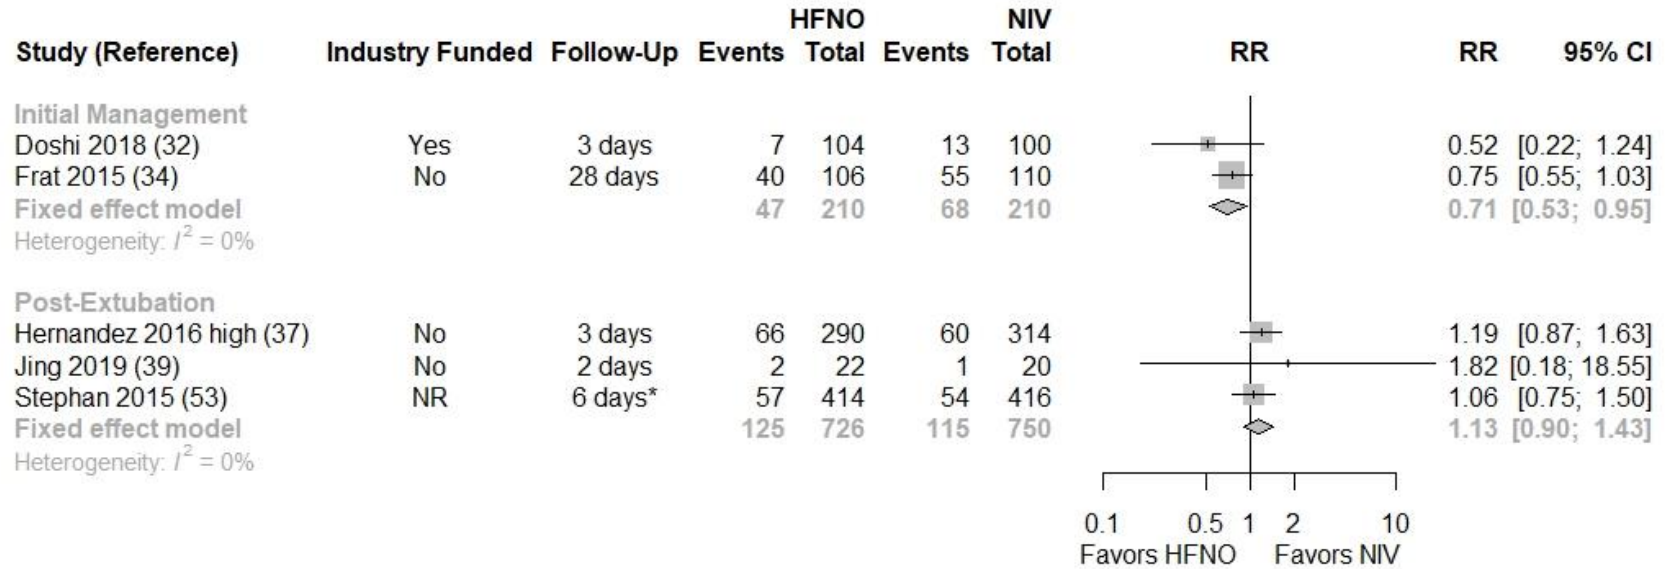 HFNO NIV
Study (Reference) Industry Funded Follow-Up Events Total Events Total RR RR 95% CI
Initial Management
Doshi 2018 (32) Yes 3 days 7 104 13 100 0.52 [0.22; 1.24]
Frat 2015 (34) No 28 days 40 106 55 110 0.75 [0.55; 1.03]
Fixed effect model 47 210 68 210 0.71 [0.53; 0.95]
Heterogeneity: I² = 0%
Post-Extubation
Hernandez 2016 high (37) No 3 days 66 290 60 314 1.19 [0.87; 1.63]
Jing 2019 (39) No 2 days 2 22 1 20 1.82 [0.18; 18.55]
Stephan 2015 (53) NR 6 days* 57 414 54 416 1.06 [0.75; 1.50]
Fixed effect model 125 726 115 750 1.13 [0.90; 1.43]
Heterogeneity: I² = 0%
0.1 0.5 1 2 10
Favors HFNO Favors NIV